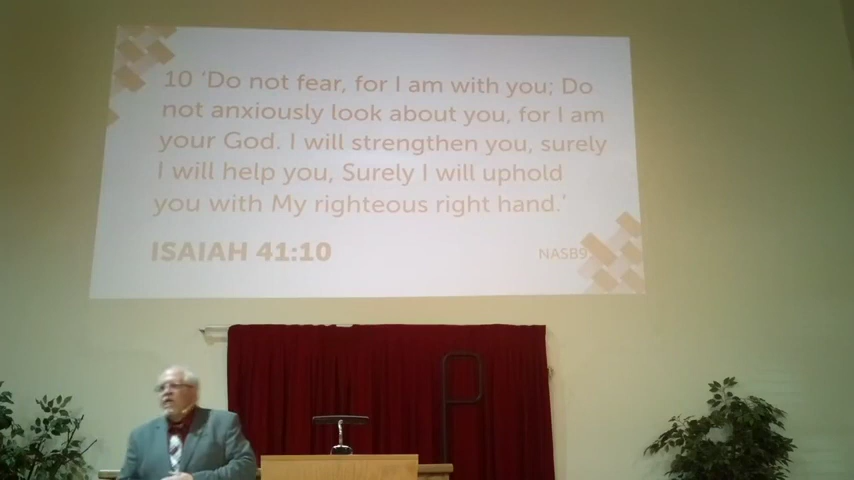 10 ‘Do not fear, for I am with you; Do
not anxiously look about you, for I am
your God. I will strengthen you, surely
I will help you, Surely I will uphold
you with My righteous right hand.’
ISAIAH 41:10
NASB9